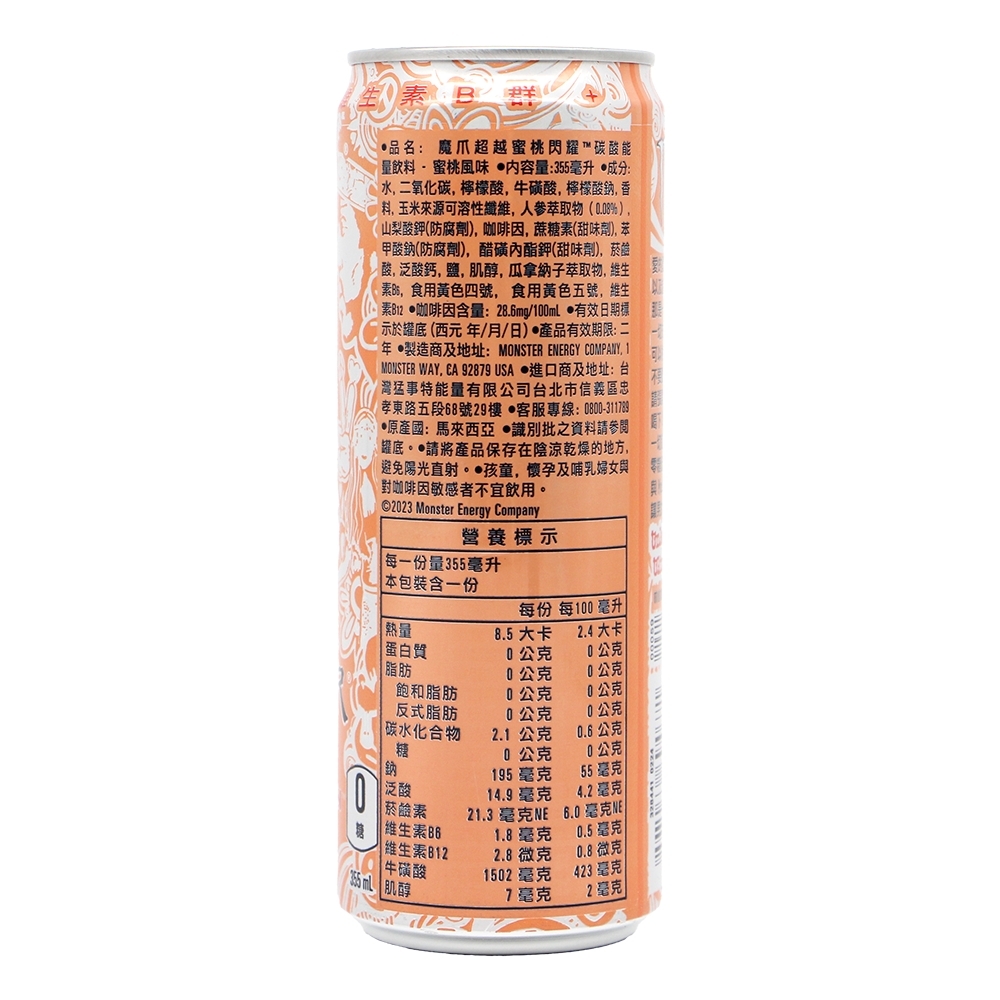 生素B群 +
•品名: 魔爪超越蜜桃閃耀™碳酸能
量飲料 - 蜜桃風味 •內容量:355毫升 •成分:
水, 二氧化碳, 檸檬酸, 牛磺酸, 檸檬酸鈉, 香
料, 玉米來源可溶性纖維, 人參萃取物 (0.08%),
山梨酸鉀(防腐劑), 咖啡因, 蔗糖素(甜味劑), 苯
甲酸鈉(防腐劑), 醋磺內酯鉀(甜味劑), 菸鹼
酸, 泛酸鈣, 鹽, 肌醇, 瓜拿納子萃取物, 維生
素B6, 食用黃色四號, 食用黃色五號, 維生
素B12 •咖啡因含量: 28.6mg/100mL •有效日期標
示於罐底 (西元 年/月/日) •產品有效期限: 二
年 •製造商及地址: MONSTER ENERGY COMPANY, 1
MONSTER WAY, CA 92879 USA •進口商及地址: 台
灣猛事特能量有限公司台北市信義區忠
孝東路五段68號29樓 •客服專線: 0800-311789
•原產國: 馬來西亞 •識別批之資料請參閱
罐底。•請將產品保存在陰涼乾燥的地方,
避免陽光直射。•孩童, 懷孕及哺乳婦女與
對咖啡因敏感者不宜飲用。
©2023 Monster Energy Company
營養標示
每一份量355毫升
本包裝含一份
每份 每100 毫升
熱量 8.5 大卡 2.4 大卡
蛋白質 0 公克 0 公克
脂肪 0 公克 0 公克
飽和脂肪 0 公克 0 公克
反式脂肪 0 公克 0 公克
碳水化合物 2.1 公克 0.6 公克
糖 0 公克 0 公克
鈉 195 毫克 55 毫克
泛酸 14.9 毫克 4.2 毫克
菸鹼素 21.3 毫克NE 6.0 毫克NE
維生素B6 1.8 毫克 0.5 毫克
維生素B12 2.8 微克 0.8 微克
牛磺酸 1502 毫克 423 毫克
肌醇 7 毫克 2 毫克
0
糖
355 mL